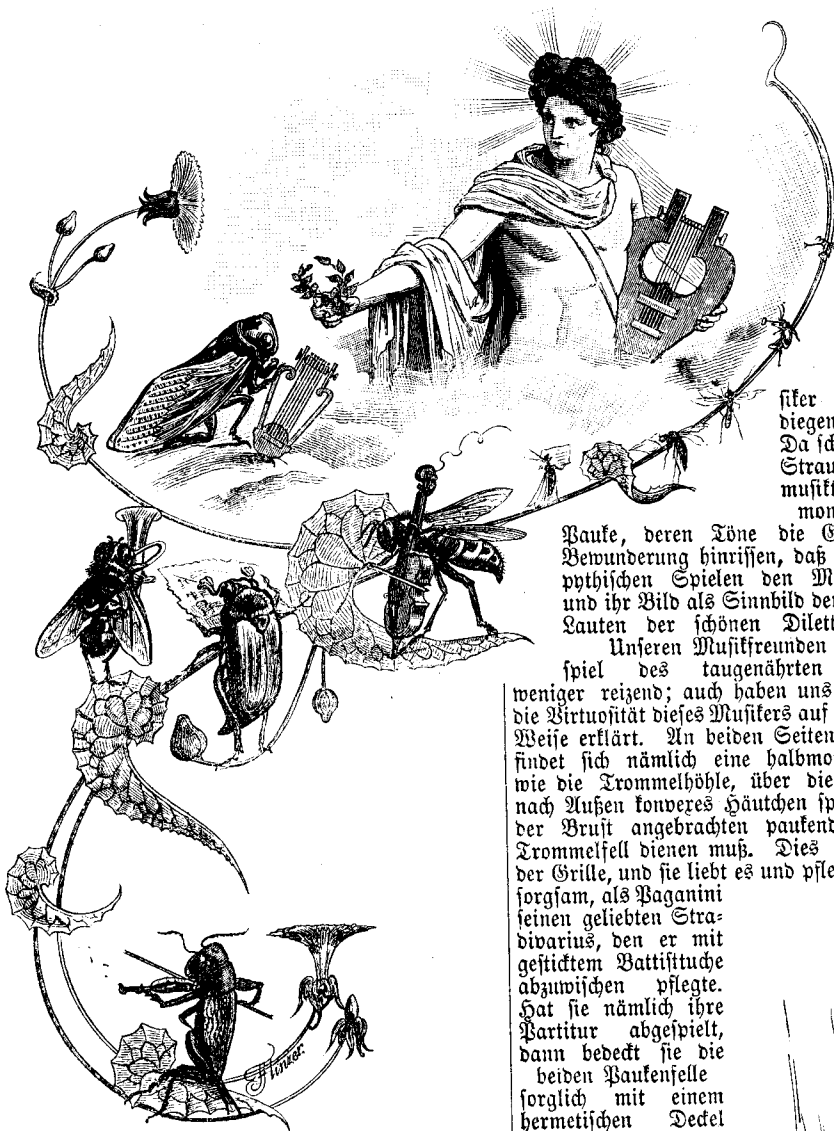 siker
diegen
Da sch
Strau
musikt
mon
Pauke, deren Töne die G
Bewunderung hinrissen, daß
pythischen Spielen den M
und ihr Bild als Sinnbild der
Lauten der schönen Dilett
Unseren Musikfreunden
spiel des taugenährten
weniger reizend; auch haben uns
die Virtuosität dieses Musikers auf
Weise erklärt. An beiden Seiten
findet sich nämlich eine halbmo
wie die Trommelhöhle, über die
nach Außen konvexes Häutchen sp
der Brust angebrachten paukend
Trommelfell dienen muß. Dies
der Grille, und sie liebt es und pfle
sorgsam, als Paganini
seinen geliebten Stra-
divarius, den er mit
gesticktem Battisttuche
abzuwischen pflegte.
Hat sie nämlich ihre
Partitur abgespielt,
dann bedeckt sie die
beiden Paukenfelle
sorglich mit einem
hermetischen Deckel